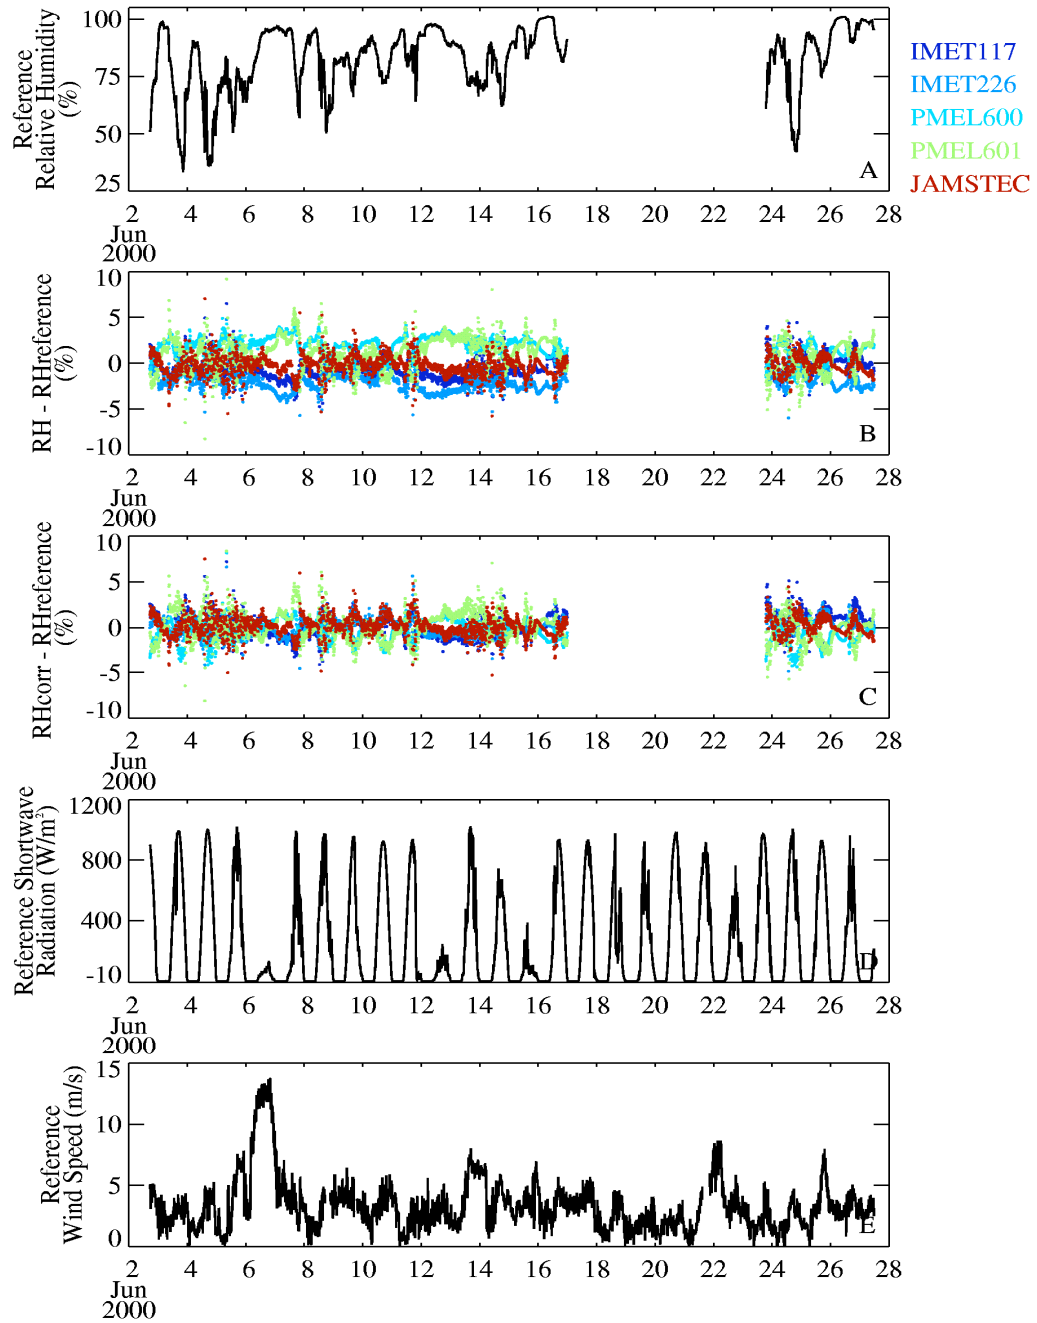 Reference
Relative Humidity
(%)
100
75
50
25
A
2 4 6 8 10 12 14 16 18 20 22 24 26 28
Jun
2000
IMET117
IMET226
PMEL600
PMEL601
JAMSTEC
RH - RHreference
(%)
10
5
0
-5
-10
B
2 4 6 8 10 12 14 16 18 20 22 24 26 28
Jun
2000
RHcorr - RHreference
(%)
10
5
0
-5
-10
C
2 4 6 8 10 12 14 16 18 20 22 24 26 28
Jun
2000
Reference Shortwave
Radiation (W/m²)
1200
800
400
-10
D
2 4 6 8 10 12 14 16 18 20 22 24 26 28
Jun
2000
Reference
Wind Speed (m/s)
15
10
5
0
E
2 4 6 8 10 12 14 16 18 20 22 24 26 28
Jun
2000